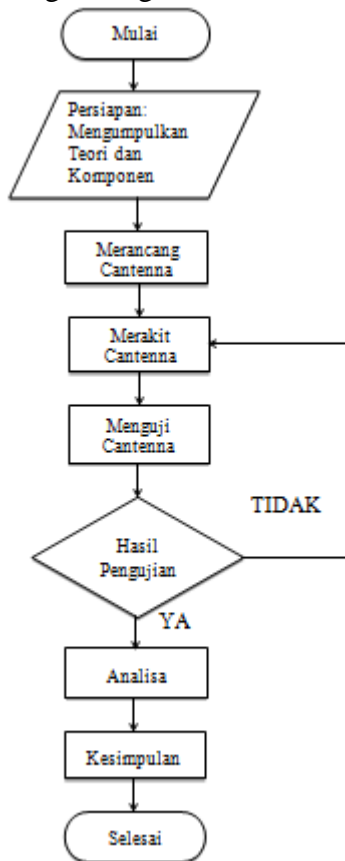 Mulai
Persiapan:
Mengumpulkan
Teori dan
Komponen
Merancang
Cantenna
Merakit
Cantenna
Menguji
Cantenna
TIDAK
Hasil
Pengujian
YA
Analisa
Kesimpulan
Selesai